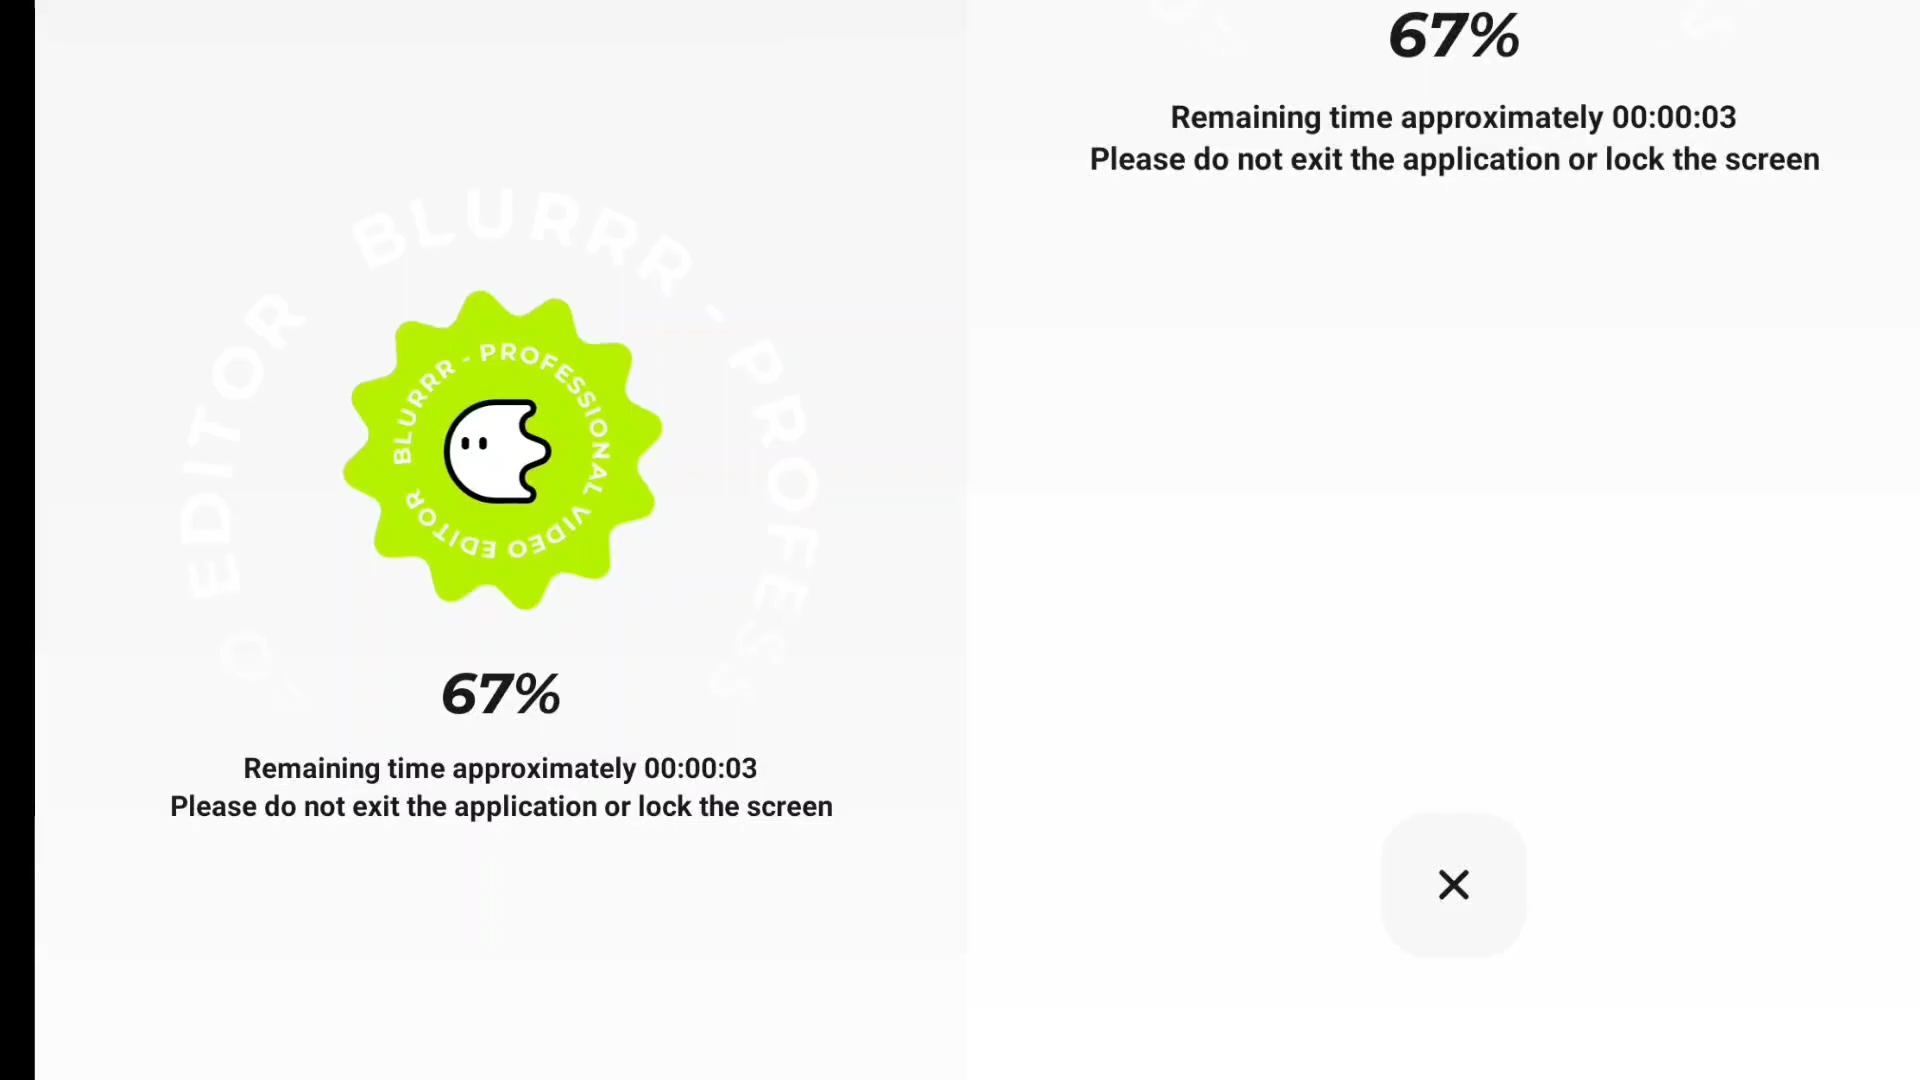 BLURRR - PROFESS
O EDITOR
BLURRR - PROFESSIONAL VIDEO EDITOR
67%
Remaining time approximately 00:00:03
Please do not exit the application or lock the screen
67%
Remaining time approximately 00:00:03
Please do not exit the application or lock the screen